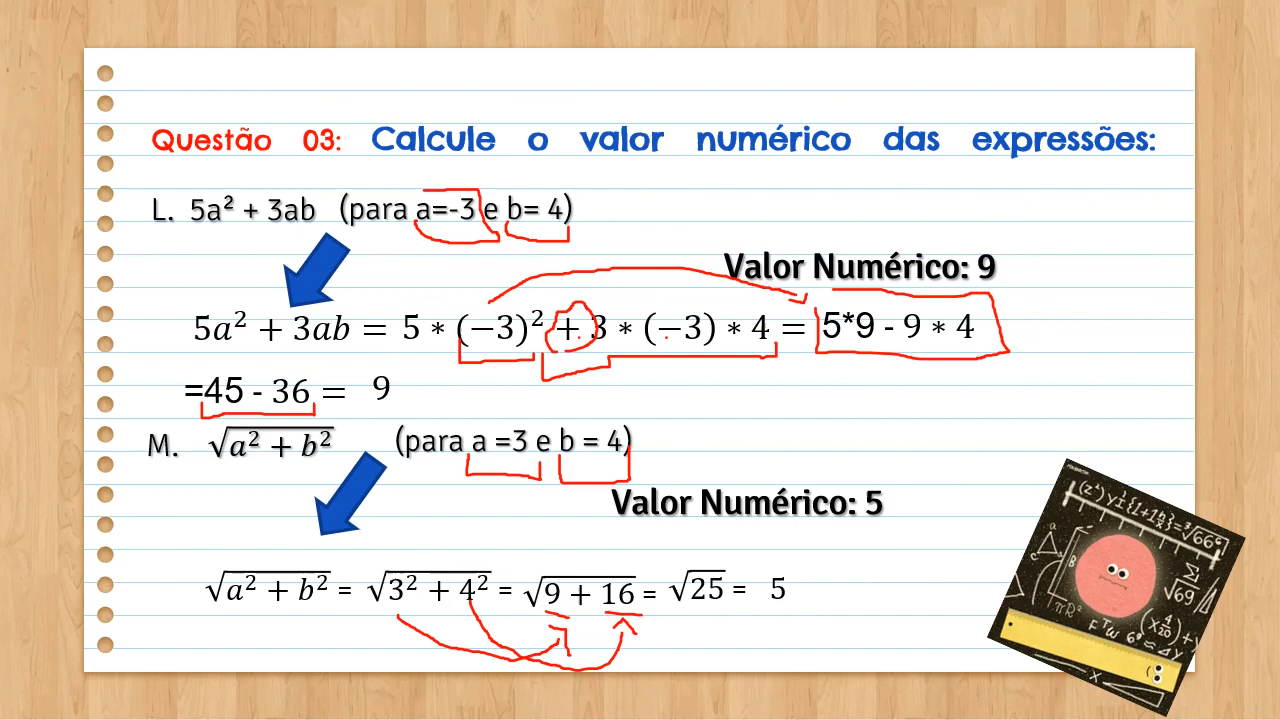 Questão 03: Calcule o valor numérico das expressões:
L. 5a² + 3ab (para a=-3 e b= 4)
Valor Numérico: 9
5a² + 3ab = 5 * (−3)² + 3 * (−3) * 4 = 5*9 - 9 * 4
=45 - 36 = 9
M. √a² + b² (para a =3 e b = 4)
Valor Numérico: 5
√a² + b² = √3² + 4² = √9 + 16 = √25 = 5